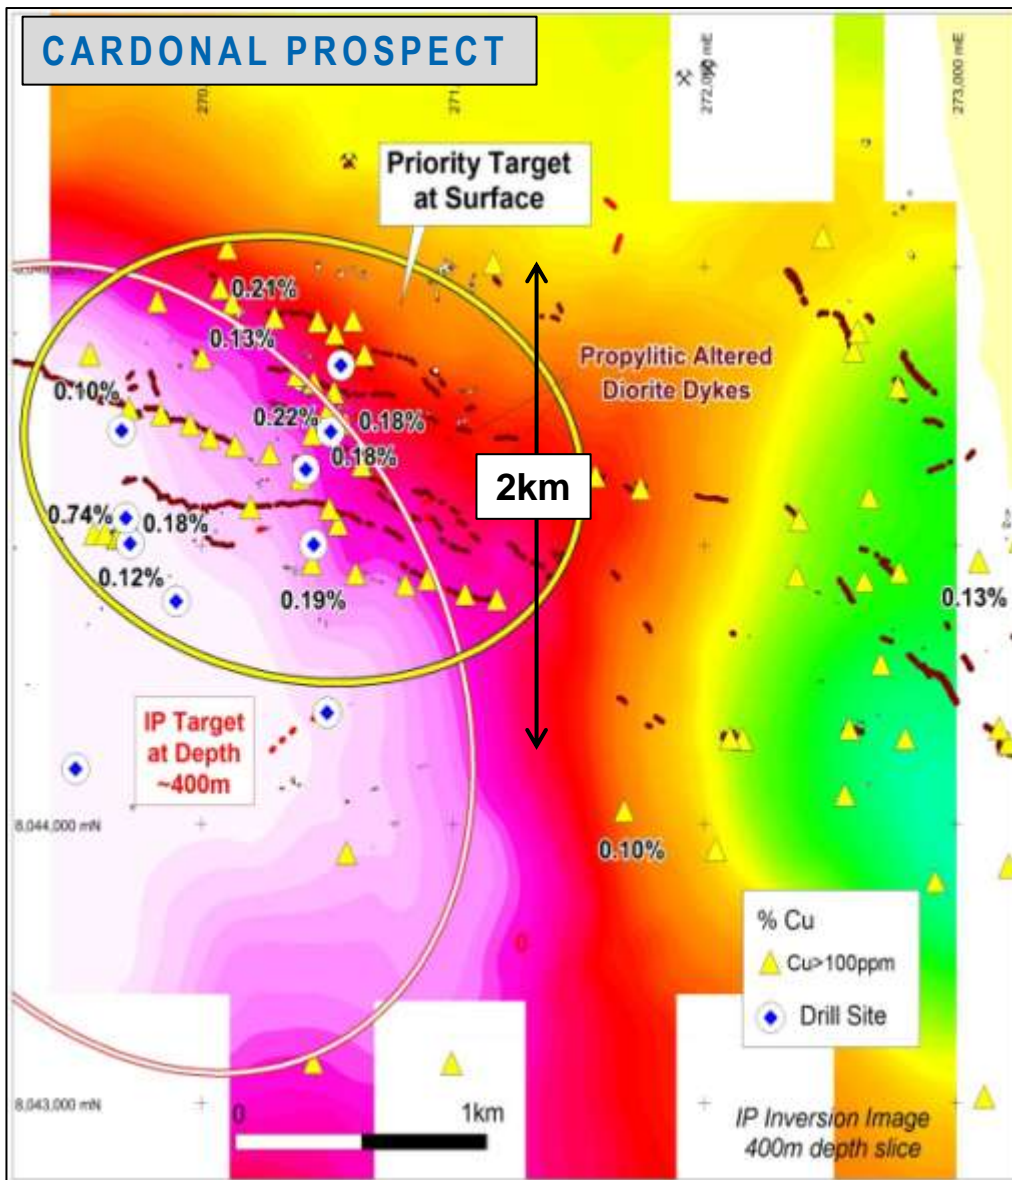 CARDONAL PROSPECT
272,000 mE
273,000 mE
Priority Target
at Surface
0.21%
0.13%
Propylitic Altered
Diorite Dykes
0.10%
0.22%
0.18%
0.18%
2km
0.74%
0.18%
0.12%
0.19%
0.13%
IP Target
at Depth
~400m
8,044,000 mN
0.10%
% Cu
Cu>100ppm
Drill Site
8,043,000 mN
0
1km
IP Inversion Image
400m depth slice